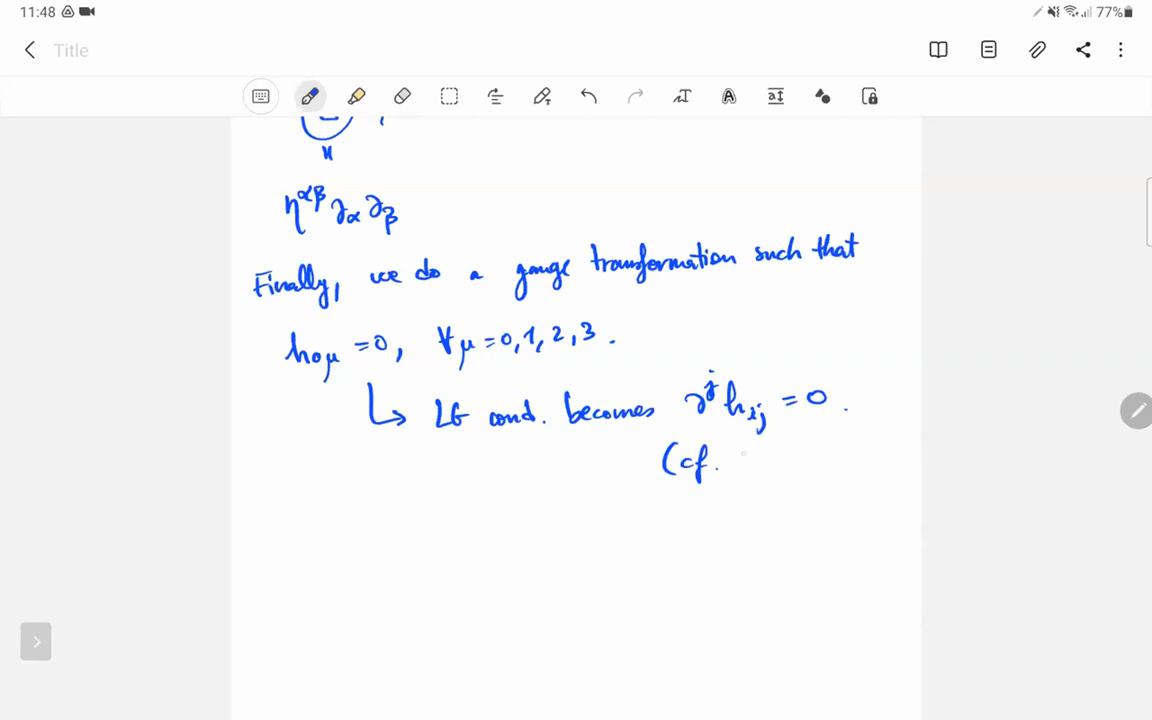 11:48 77%
Title
η^{αβ} ∂_α ∂_β
Finally, we do a gauge transformation such that
h_{0μ} = 0, ∀μ = 0, 1, 2, 3.
↳ LG cond. becomes ∂^j h_{ij} = 0.
(cf.